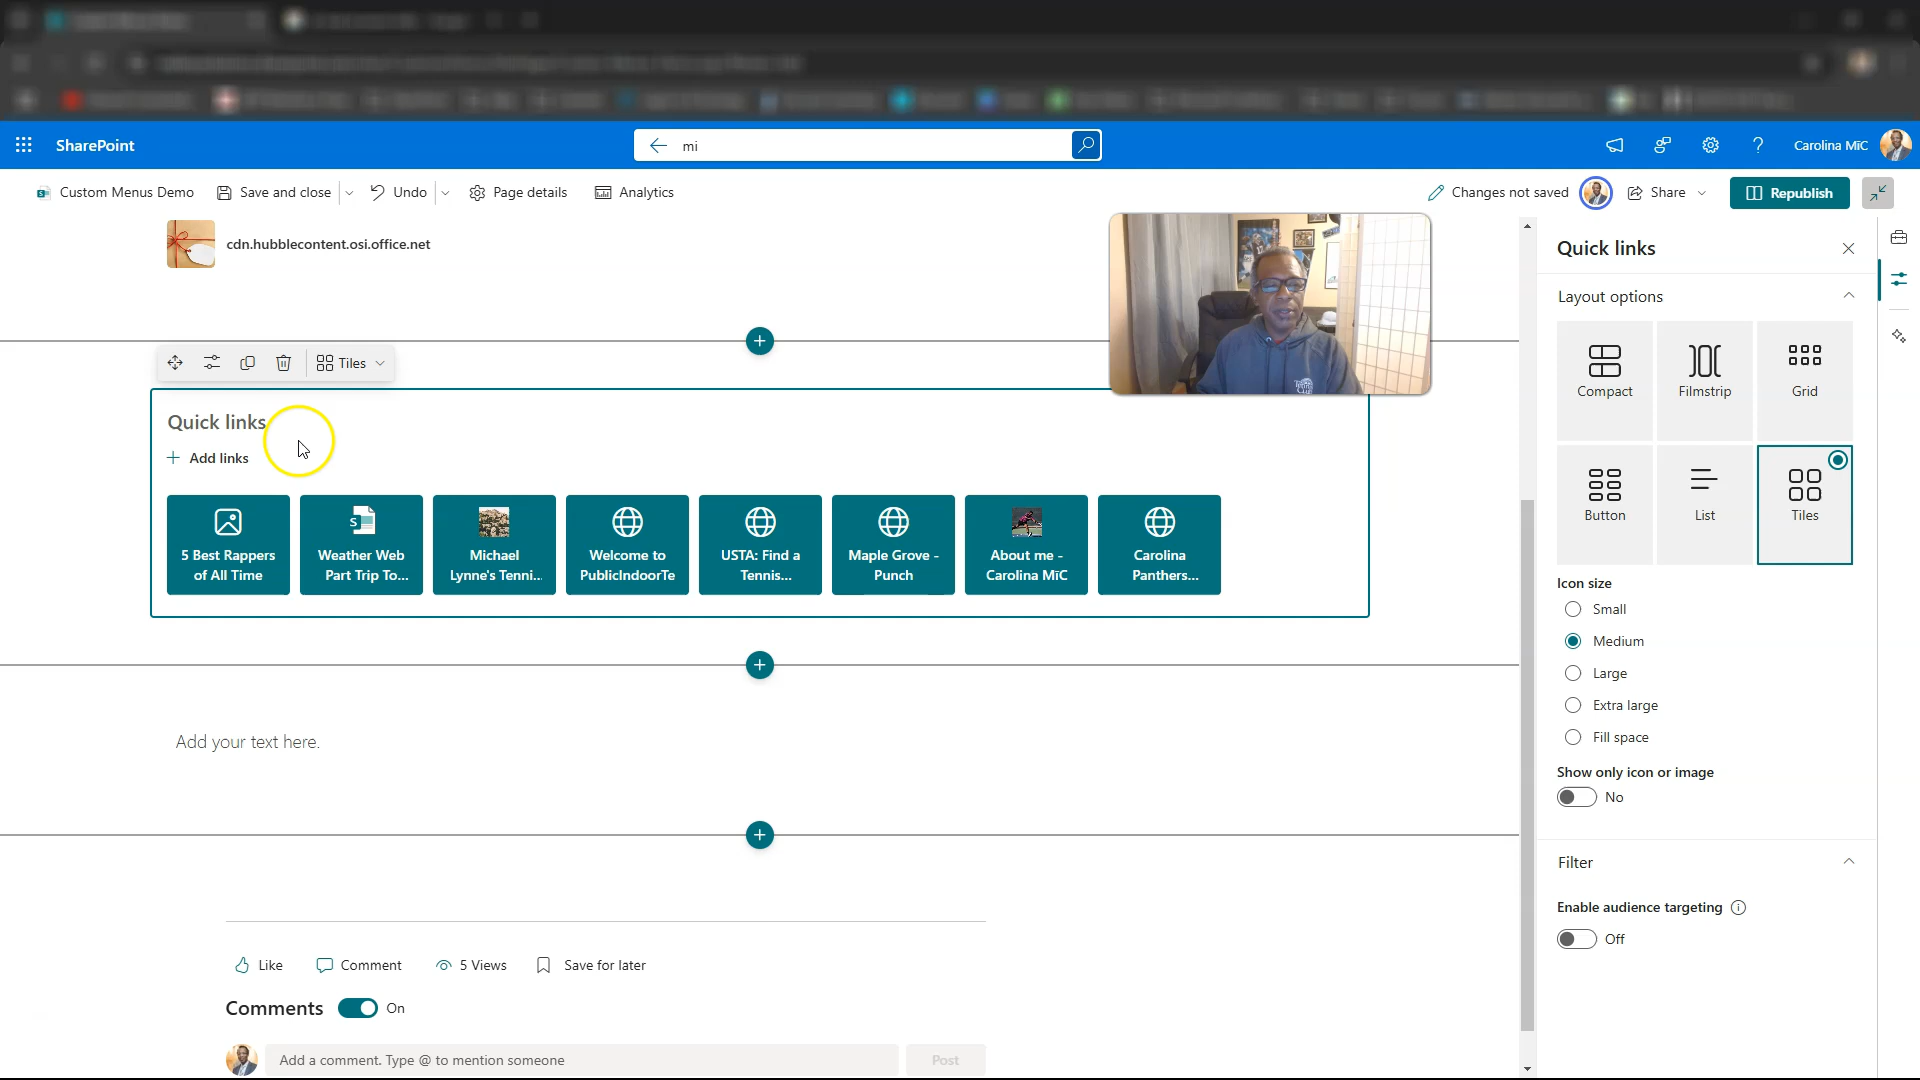 SharePoint
mi
Carolina MiC
Custom Menus Demo
Save and close
Undo
Page details
Analytics
Changes not saved
Share
Republish
cdn.hubblecontent.osi.office.net
Tiles
Quick links
Add links
5 Best Rappers
of All Time
Weather Web
Part Trip To...
Michael
Lynne's Tenni...
Welcome to
PublicIndoorTe
USTA: Find a
Tennis...
Maple Grove -
Punch
About me -
Carolina MiC
Carolina
Panthers...
Add your text here.
Like
Comment
5 Views
Save for later
Comments
On
Add a comment. Type @ to mention someone
Post
Quick links
Layout options
Compact
Filmstrip
Grid
Button
List
Tiles
Icon size
Small
Medium
Large
Extra large
Fill space
Show only icon or image
No
Filter
Enable audience targeting
Off